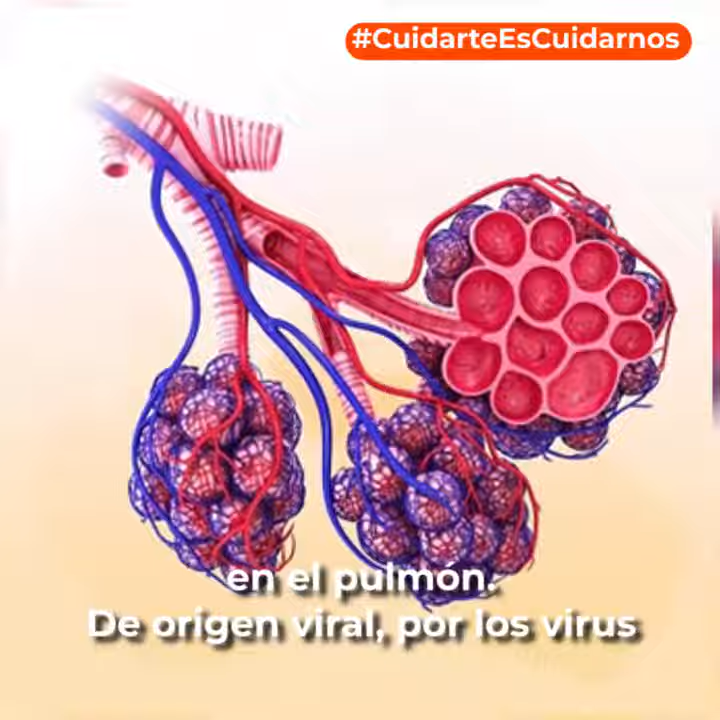 #CuidarteEsCuidarnos
en el pulmón.
De origen viral, por los virus